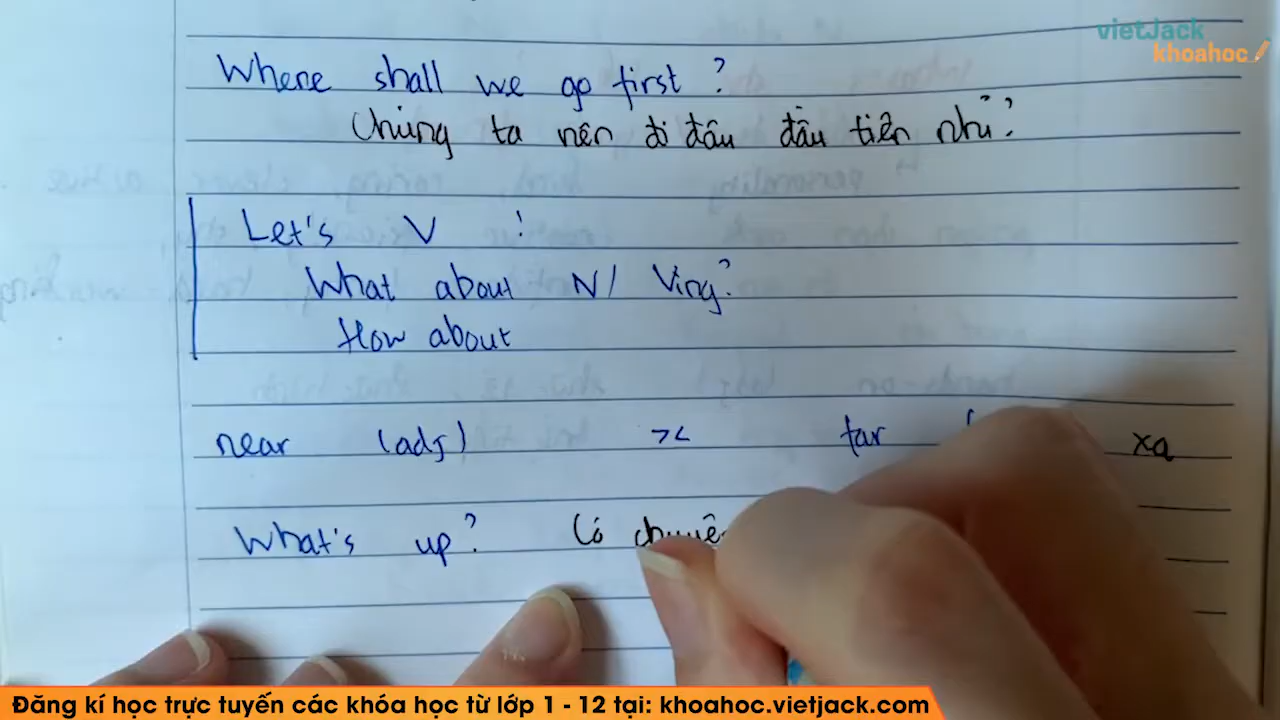 vietJack
khoahoc
Where shall we go first ?
Chúng ta nên đi đâu đầu tiên nhỉ?
Let's V !
What about N/ Ving?
How about
near (adj) >< far xa
What's up? Có chuyện
Đăng kí học trực tuyến các khóa học từ lớp 1 - 12 tại: khoahoc.vietjack.com